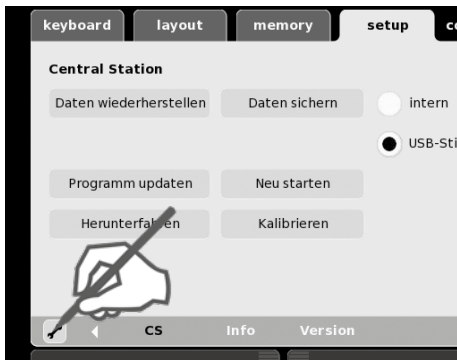 keyboard layout memory setup
Central Station
Daten wiederherstellen Daten sichern intern
Programm updaten Neu starten
Herunterfahren Kalibrieren
CS Info Version